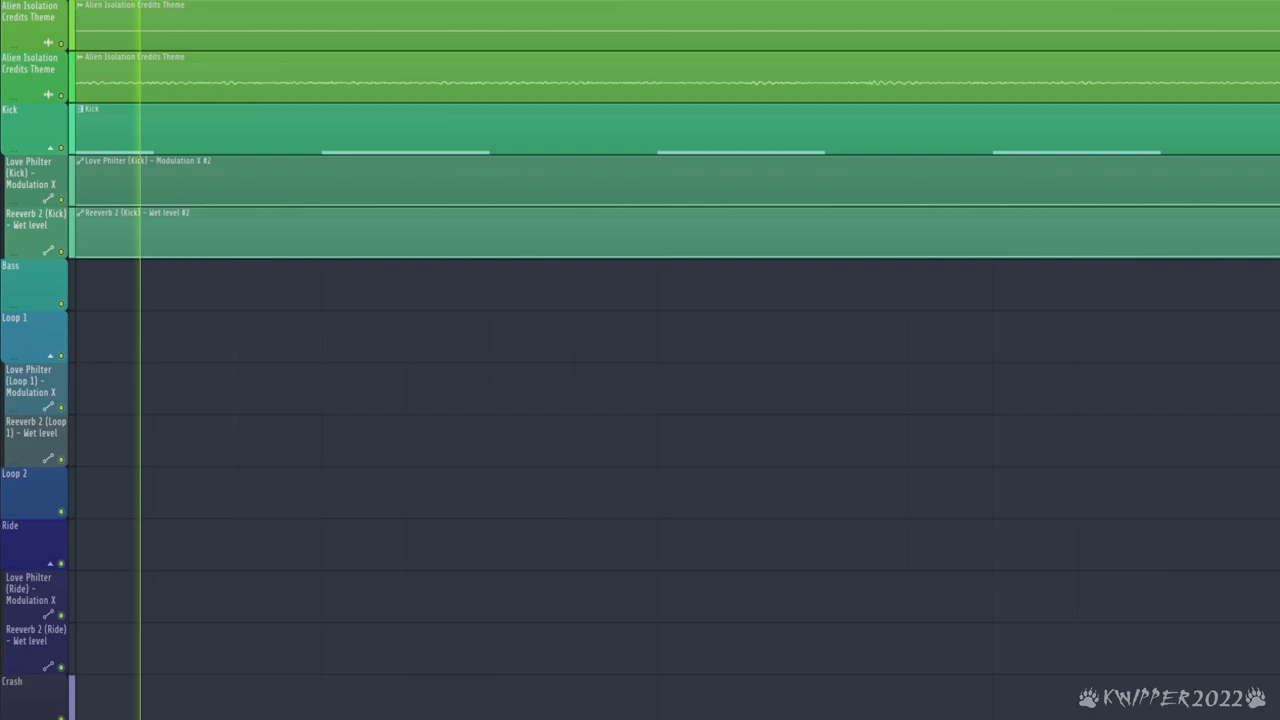 Alien Isolation
Credits Theme
Alien Isolation Credits Theme
Alien Isolation
Credits Theme
Alien Isolation Credits Theme
Kick
Kick
Love Philter
(Kick) –
Modulation X
Love Philter (Kick) – Modulation X #2
Reeverb 2 (Kick)
– Wet level
Reeverb 2 (Kick) – Wet level #2
Bass
Loop 1
Love Philter
(Loop 1) –
Modulation X
Reeverb 2 (Loop
1) – Wet level
Loop 2
Ride
Love Philter
(Ride) –
Modulation X
Reeverb 2 (Ride)
– Wet level
Crash
KWIPPER2022